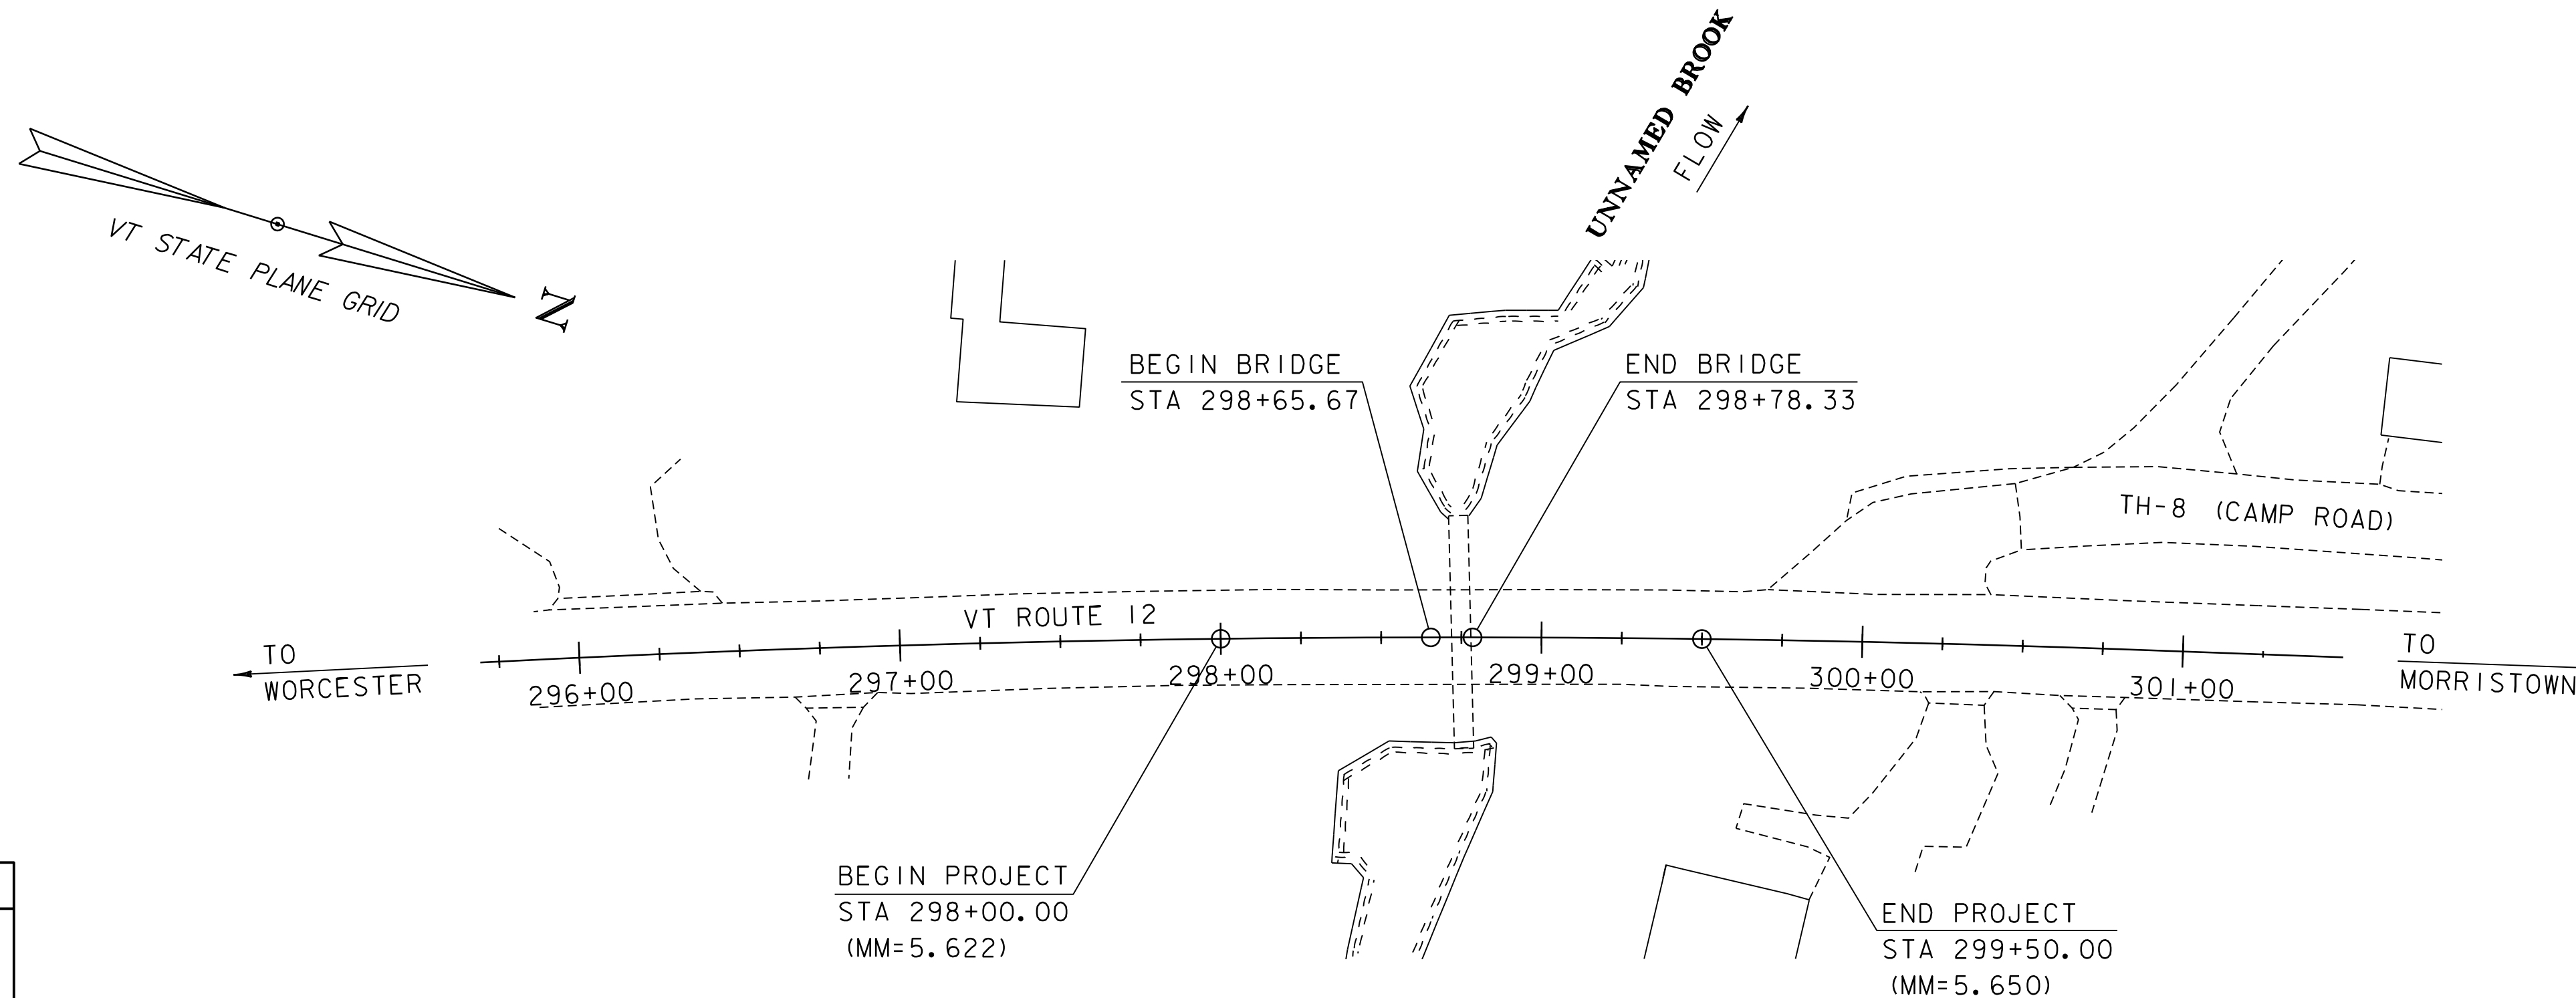 UNNAMED BROOK
FLOW
VT STATE PLANE GRID
N
BEGIN BRIDGE
STA 298+65.67
END BRIDGE
STA 298+78.33
TH-8 (CAMP ROAD)
VT ROUTE 12
TO
WORCESTER
TO
MORRISTOWN
296+00
297+00
298+00
299+00
300+00
301+00
BEGIN PROJECT
STA 298+00.00
(MM=5.622)
END PROJECT
STA 299+50.00
(MM=5.650)